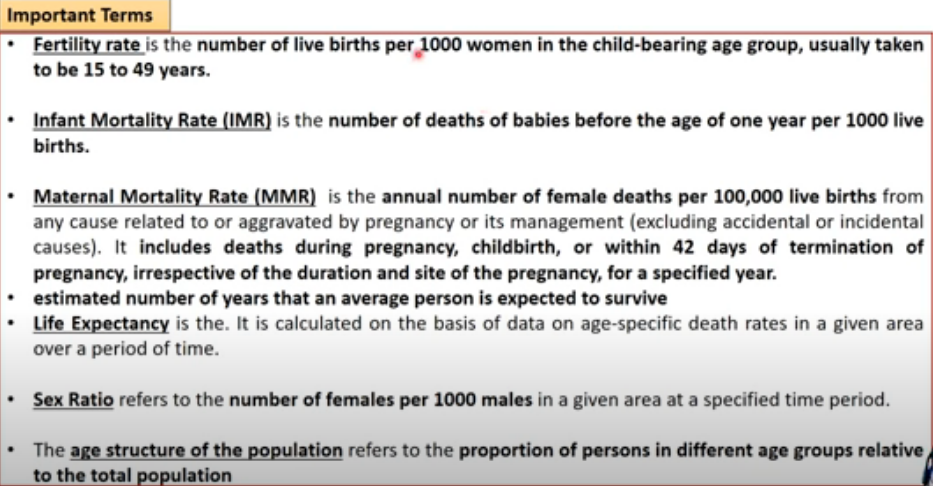 Important Terms
• Fertility rate is the number of live births per 1000 women in the child-bearing age group, usually taken
to be 15 to 49 years.
• Infant Mortality Rate (IMR) is the number of deaths of babies before the age of one year per 1000 live
births.
• Maternal Mortality Rate (MMR) is the annual number of female deaths per 100,000 live births from
any cause related to or aggravated by pregnancy or its management (excluding accidental or incidental
causes). It includes deaths during pregnancy, childbirth, or within 42 days of termination of
pregnancy, irrespective of the duration and site of the pregnancy, for a specified year.
• estimated number of years that an average person is expected to survive
• Life Expectancy is the. It is calculated on the basis of data on age-specific death rates in a given area
over a period of time.
• Sex Ratio refers to the number of females per 1000 males in a given area at a specified time period.
• The age structure of the population refers to the proportion of persons in different age groups relative
to the total population